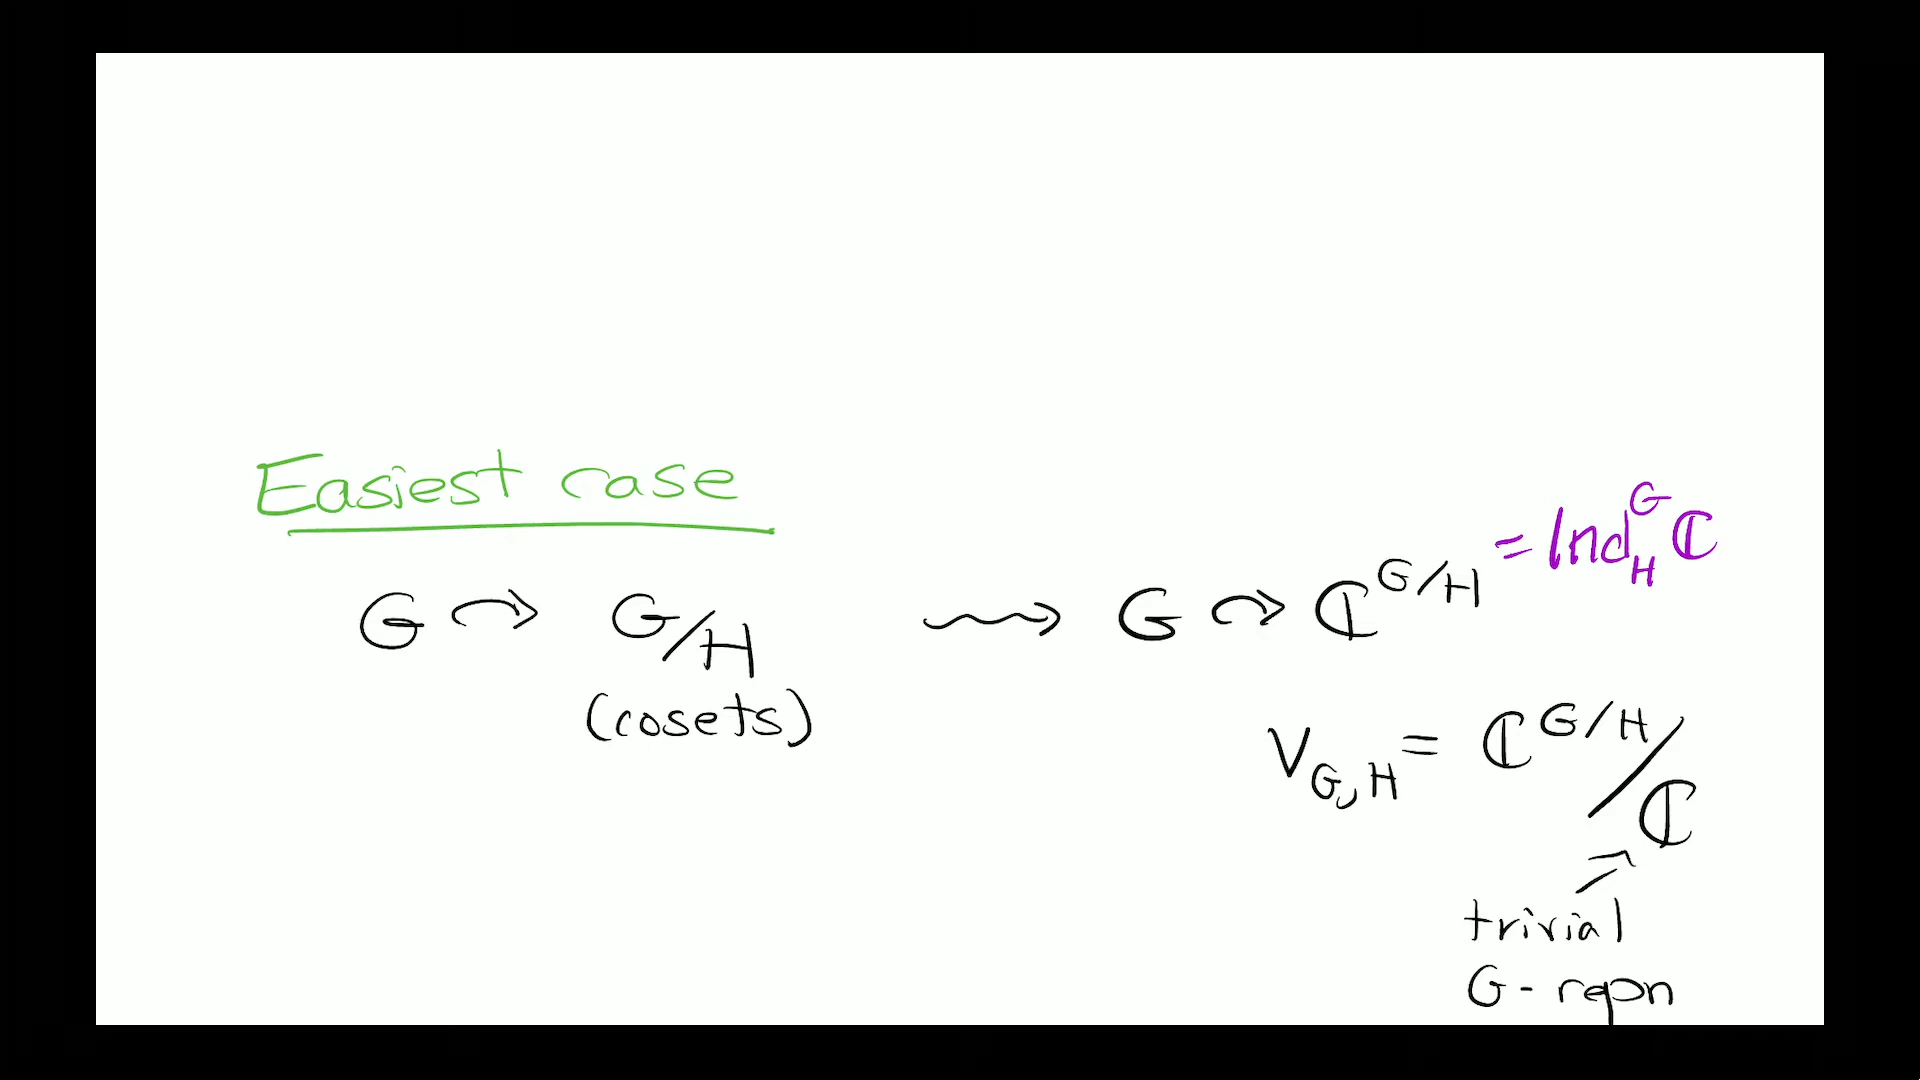 Easiest case
G ↷ G/H ⇝ G ↷ ℂ^{G/H} = Ind_H^G ℂ
(cosets)
V_{G,H} = ℂ^{G/H}/ℂ
trivial
G-repn